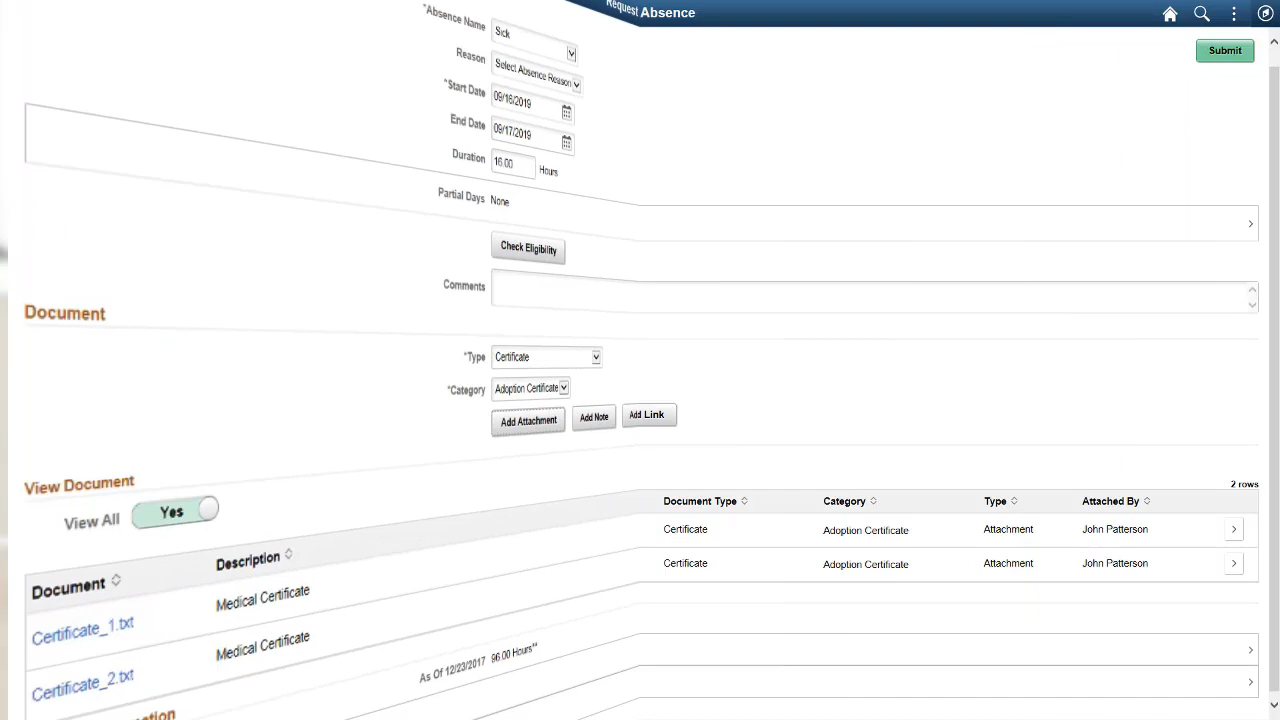 Request Absence
Submit
*Absence Name Sick
Reason Select Absence Reason
*Start Date 09/16/2019
End Date 09/17/2019
Duration 16.00 Hours
Partial Days None
Check Eligibility
Comments
Document
*Type Certificate
*Category Adoption Certificate
Add Attachment Add Note Add Link
View Document
View All Yes
2 rows
Document Description Document Type Category Type Attached By
Certificate_1.txt Medical Certificate Certificate Adoption Certificate Attachment John Patterson
Certificate_2.txt Medical Certificate Certificate Adoption Certificate Attachment John Patterson
As Of 12/23/2017 96.00 Hours**